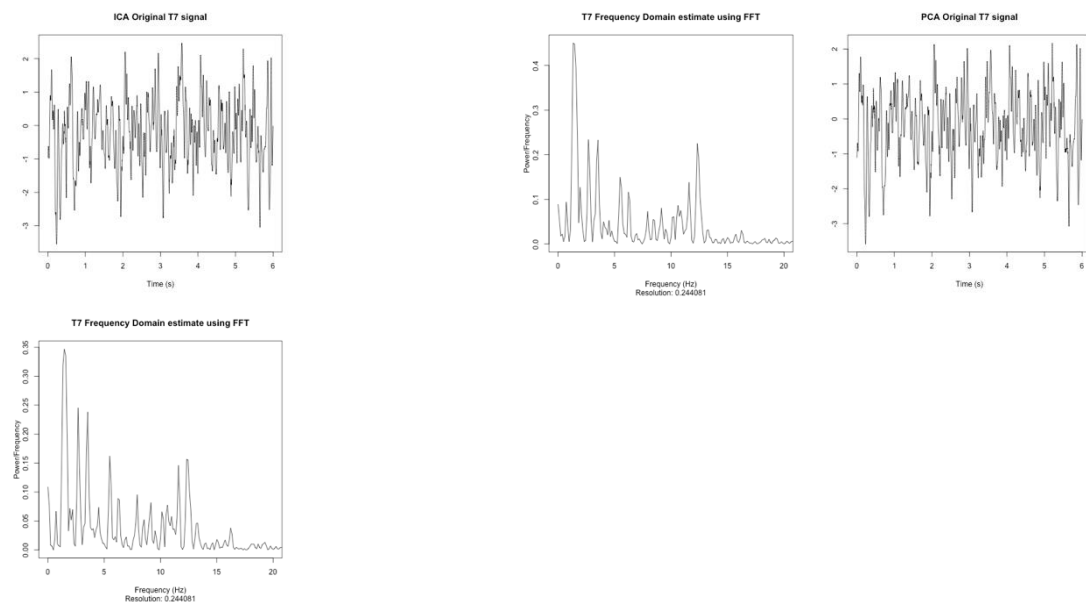 ICA Original T7 signal
2
1
0
-1
-2
-3
0 1 2 3 4 5 6
Time (s)
T7 Frequency Domain estimate using FFT
Power/Frequency
0.4
0.3
0.2
0.1
0.0
0 5 10 15 20
Frequency (Hz)
Resolution: 0.244081
PCA Original T7 signal
2
1
0
-1
-2
-3
0 1 2 3 4 5 6
Time (s)
T7 Frequency Domain estimate using FFT
Power/Frequency
0.35
0.30
0.25
0.20
0.15
0.10
0.05
0.00
0 5 10 15 20
Frequency (Hz)
Resolution: 0.244081